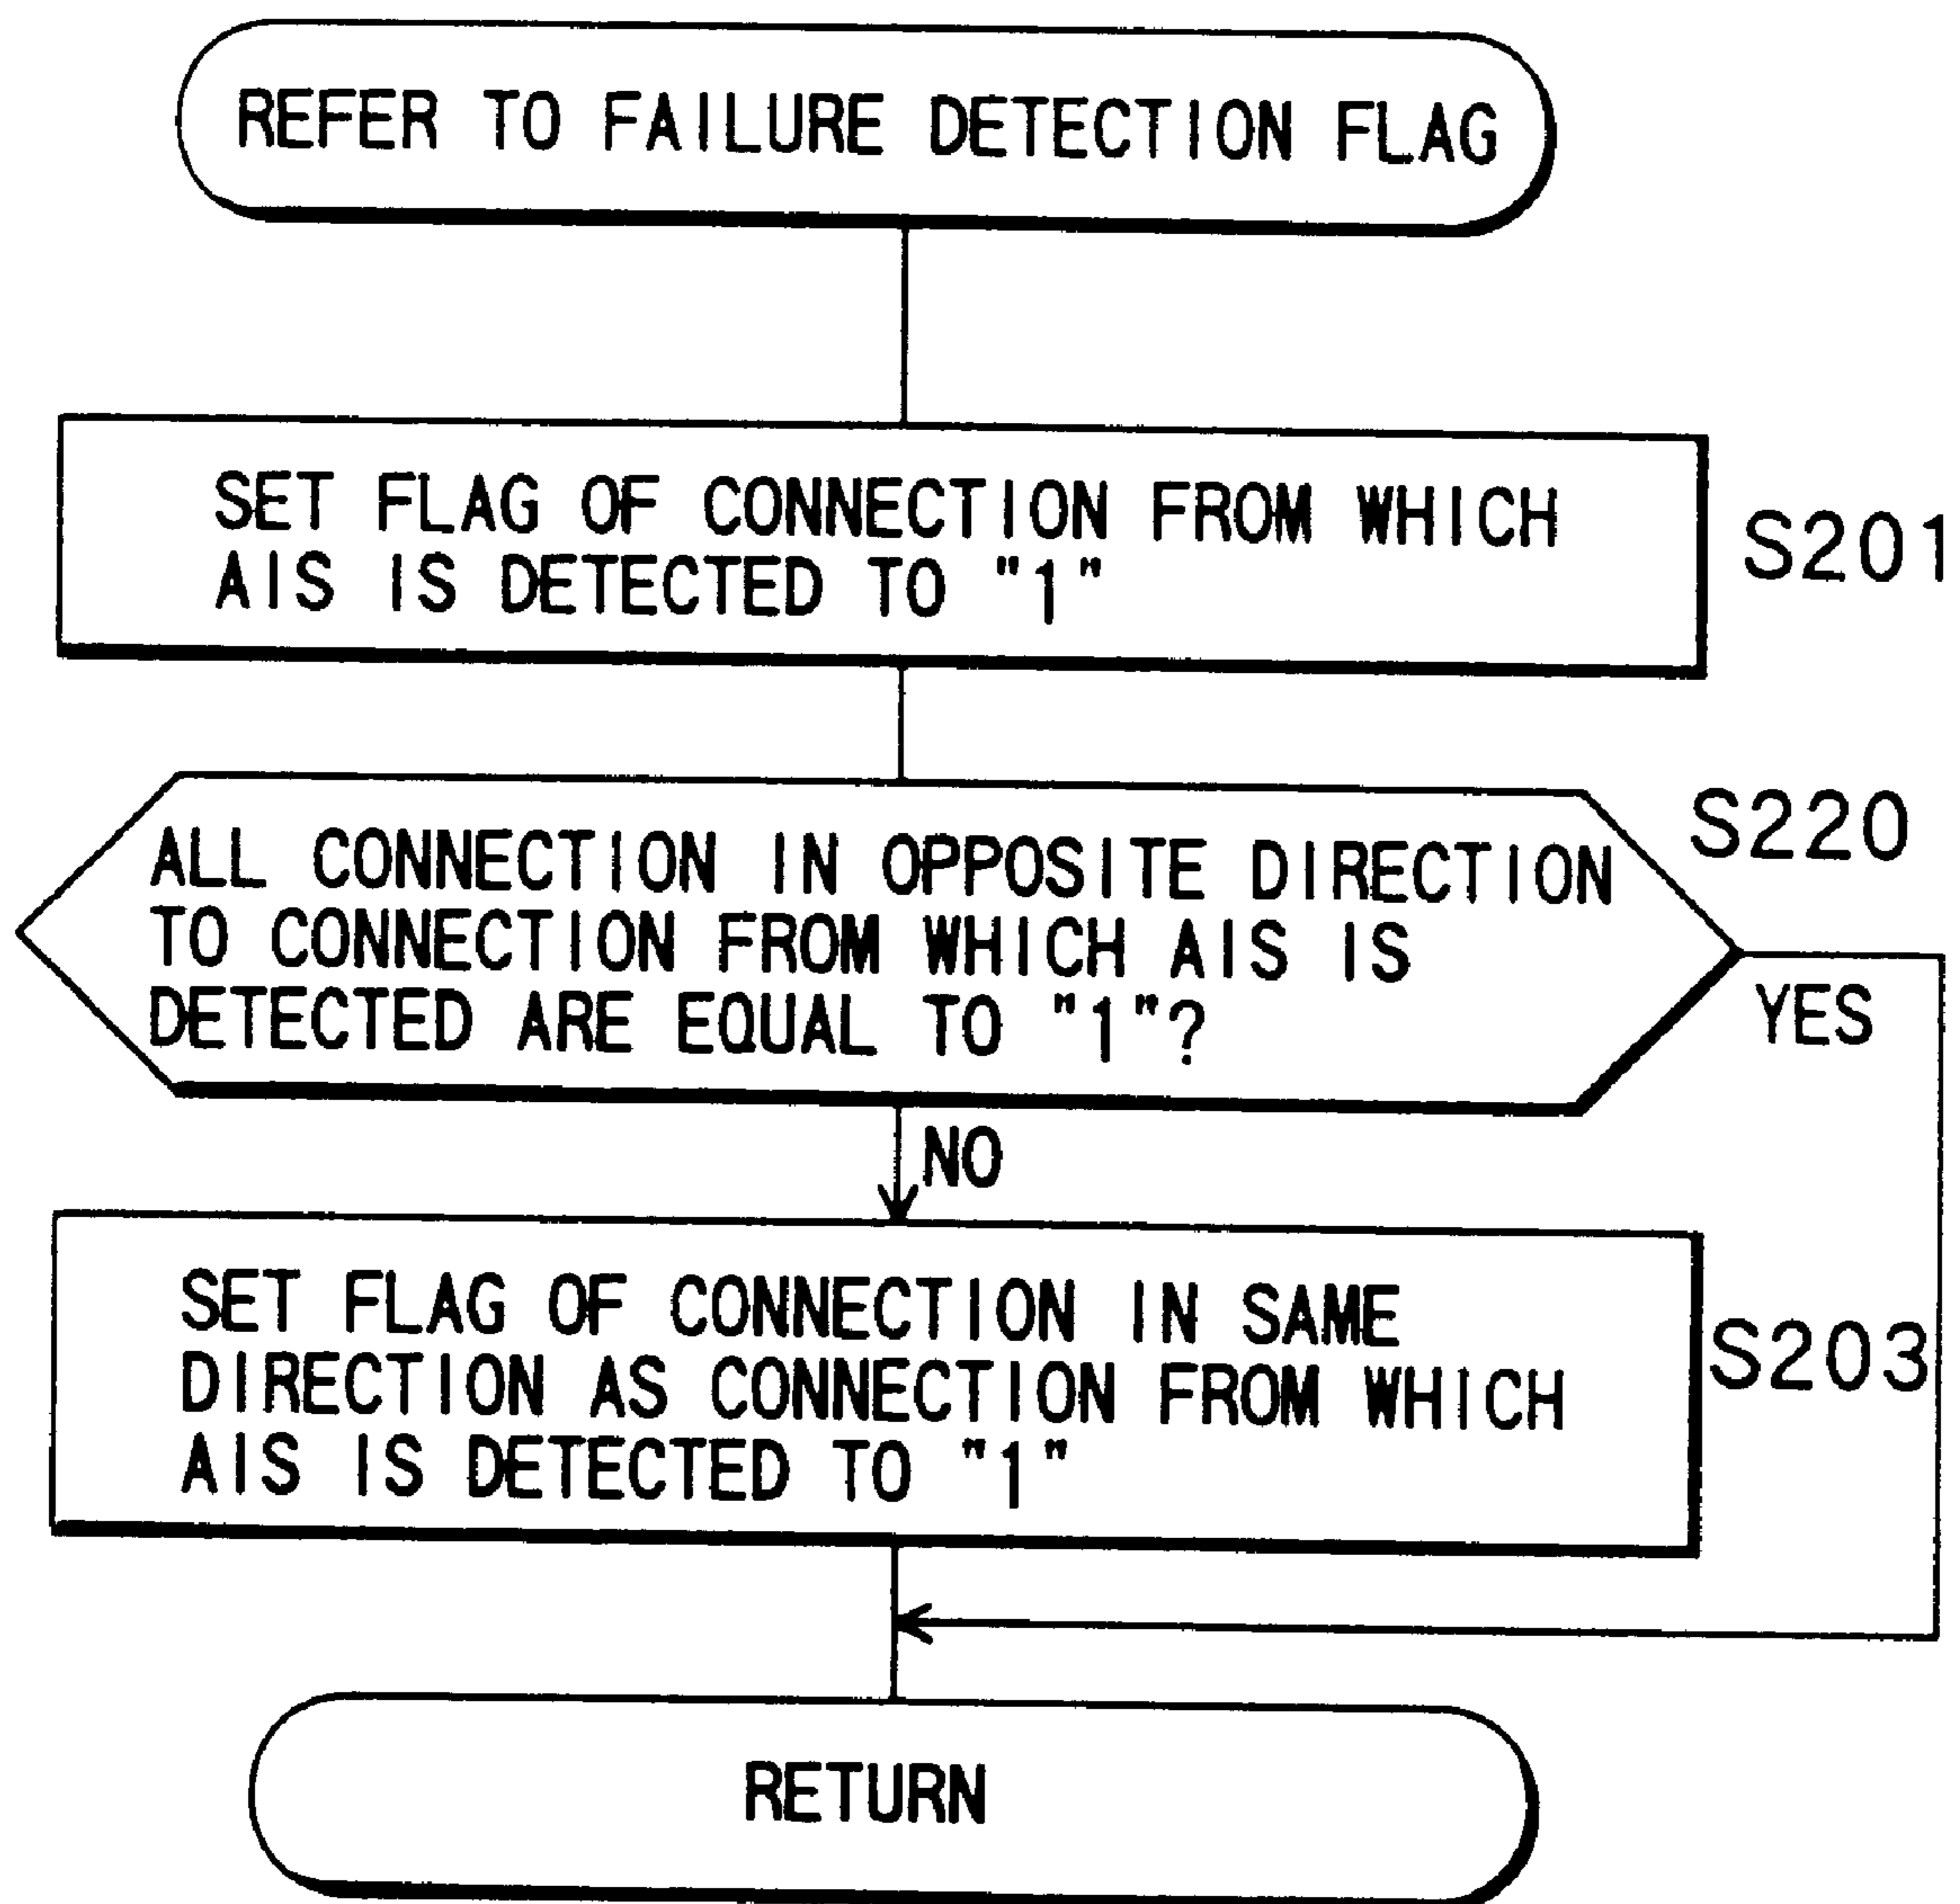 REFER TO FAILURE DETECTION FLAG
SET FLAG OF CONNECTION FROM WHICH
AIS IS DETECTED TO "1"
S201
S220
ALL CONNECTION IN OPPOSITE DIRECTION
TO CONNECTION FROM WHICH AIS IS
DETECTED ARE EQUAL TO "1"?
YES
NO
SET FLAG OF CONNECTION IN SAME
DIRECTION AS CONNECTION FROM WHICH
AIS IS DETECTED TO "1"
S203
RETURN